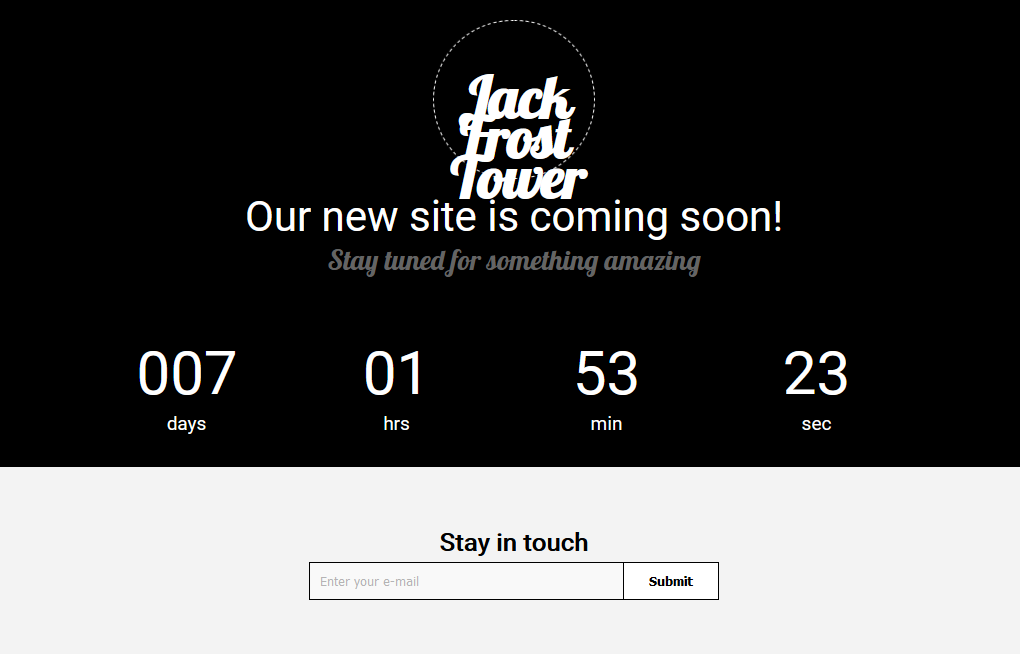 Jack
Frost
Tower
Our new site is coming soon!
Stay tuned for something amazing
007 01 53 23
days hrs min sec
Stay in touch
Enter your e-mail Submit